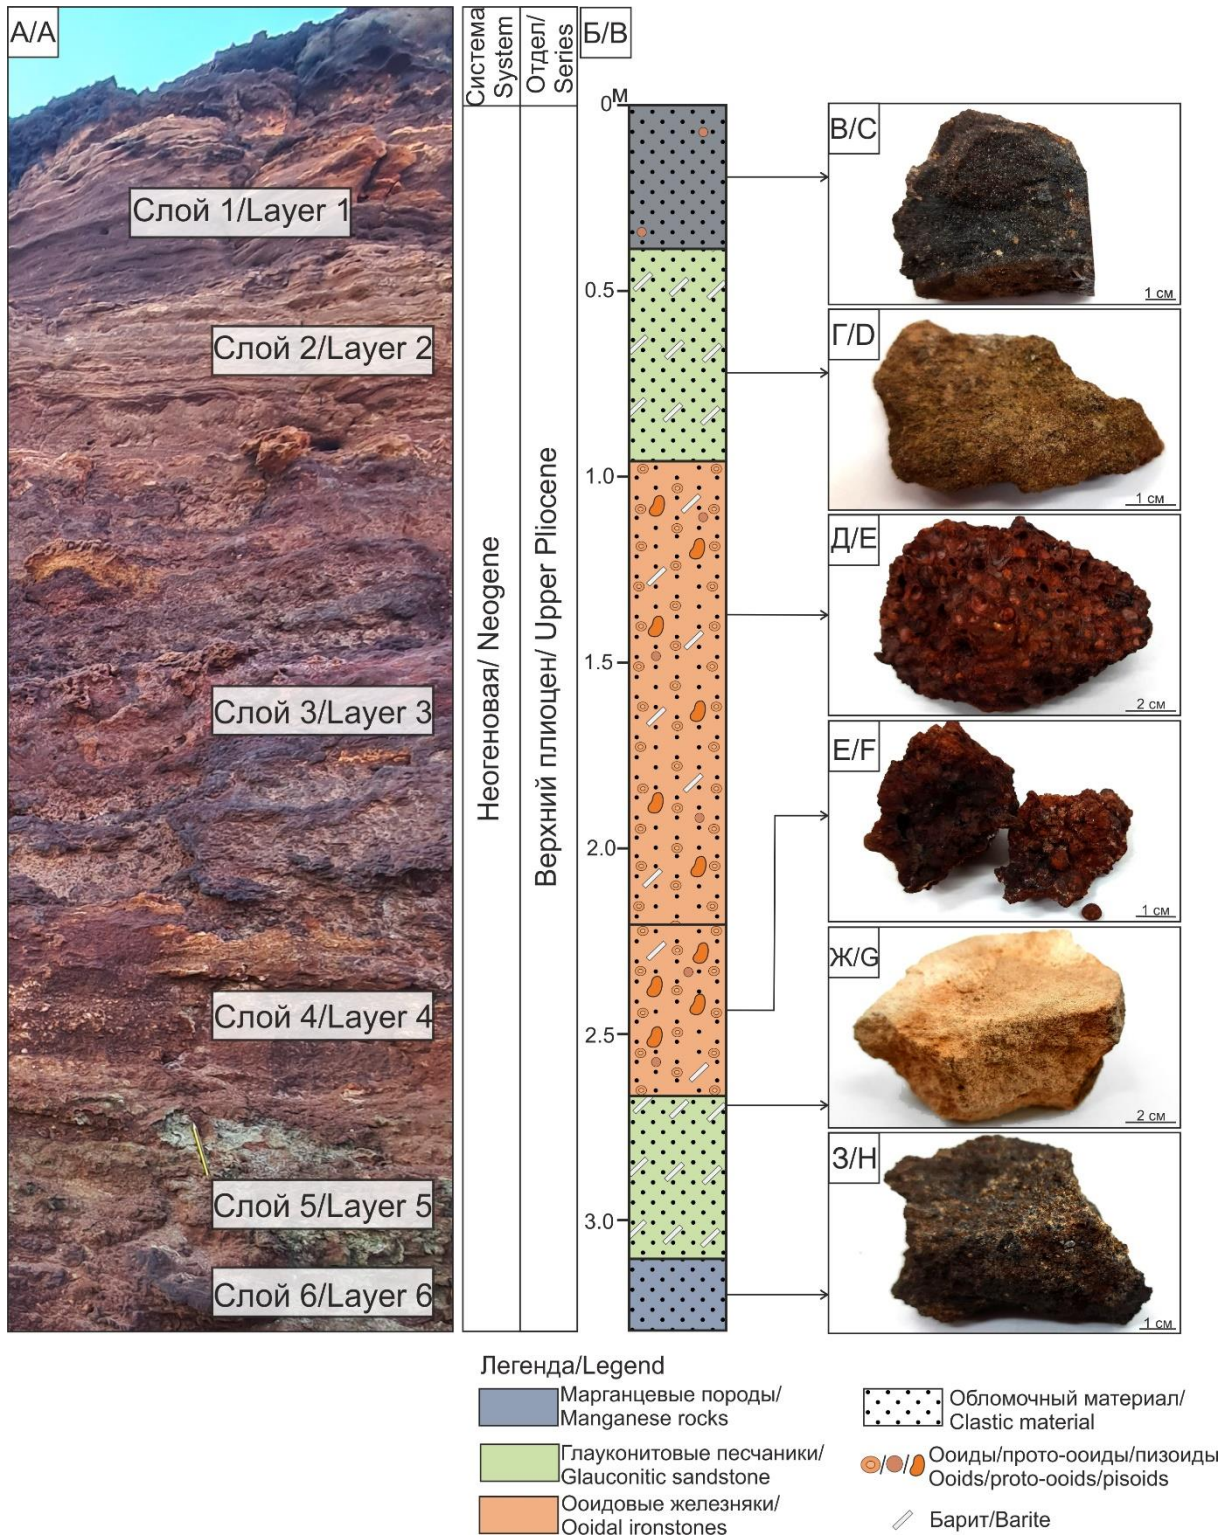 А/A
Система
System
Отдел/
Series
Б/B
Слой 1/Layer 1
Слой 2/Layer 2
Слой 3/Layer 3
Слой 4/Layer 4
Слой 5/Layer 5
Слой 6/Layer 6
Неогеновая/ Neogene
Верхний плиоцен/ Upper Pliocene
0м
0.5
1.0
1.5
2.0
2.5
3.0
В/C
1 см
Г/D
1 см
Д/E
2 см
Е/F
1 см
Ж/G
2 см
З/H
1 см
Легенда/Legend
Марганцевые породы/
Manganese rocks
Глауконитовые песчаники/
Glauconitic sandstone
Ооидовые железняки/
Ooidal ironstones
Обломочный материал/
Clastic material
Ооиды/прото-ооиды/пизоиды
Ooids/proto-ooids/pisoids
Барит/Barite